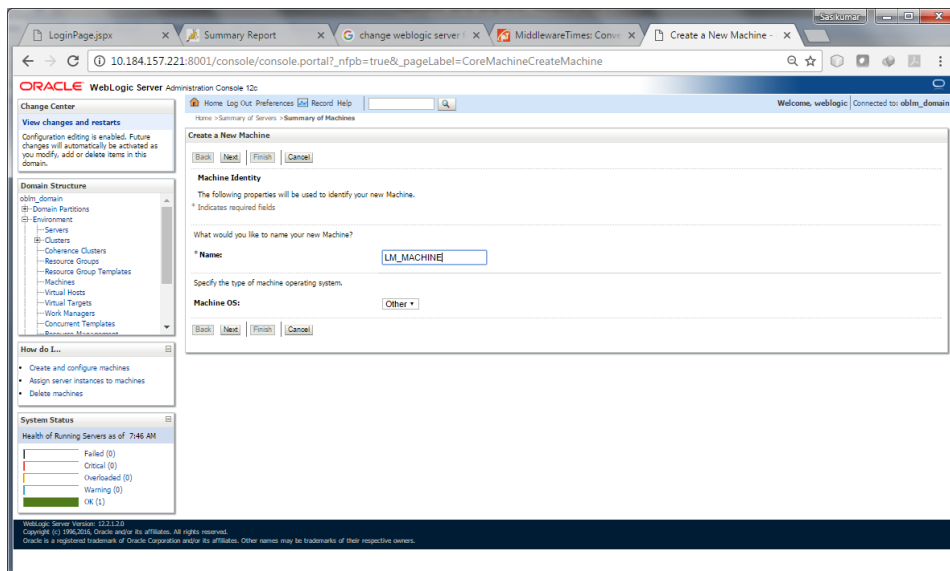 Sasikumar
LoginPage.jspx
Summary Report
change weblogic server f
MiddlewareTimes: Conve
Create a New Machine -
10.184.157.221:8001/console/console.portal?_nfpb=true&_pageLabel=CoreMachineCreateMachine
ORACLE WebLogic Server Administration Console 12c
Change Center
View changes and restarts
Configuration editing is enabled. Future
changes will automatically be activated as
you modify, add or delete items in this
domain.
Domain Structure
oblm_domain
Domain Partitions
Environment
Servers
Clusters
Coherence Clusters
Resource Groups
Resource Group Templates
Machines
Virtual Hosts
Virtual Targets
Work Managers
Concurrent Templates
Resource Management
How do I...
Create and configure machines
Assign server instances to machines
Delete machines
System Status
Health of Running Servers as of 7:46 AM
Failed (0)
Critical (0)
Overloaded (0)
Warning (0)
OK (1)
Home Log Out Preferences Record Help
Welcome, weblogic Connected to: oblm_domain
Home >Summary of Servers >Summary of Machines
Create a New Machine
Back Next Finish Cancel
Machine Identity
The following properties will be used to identify your new Machine.
* Indicates required fields
What would you like to name your new Machine?
* Name: LM_MACHINE
Specify the type of machine operating system.
Machine OS: Other
Back Next Finish Cancel
WebLogic Server Version: 12.2.1.2.0
Copyright (c) 1996,2016, Oracle and/or its affiliates. All rights reserved.
Oracle is a registered trademark of Oracle Corporation and/or its affiliates. Other names may be trademarks of their respective owners.